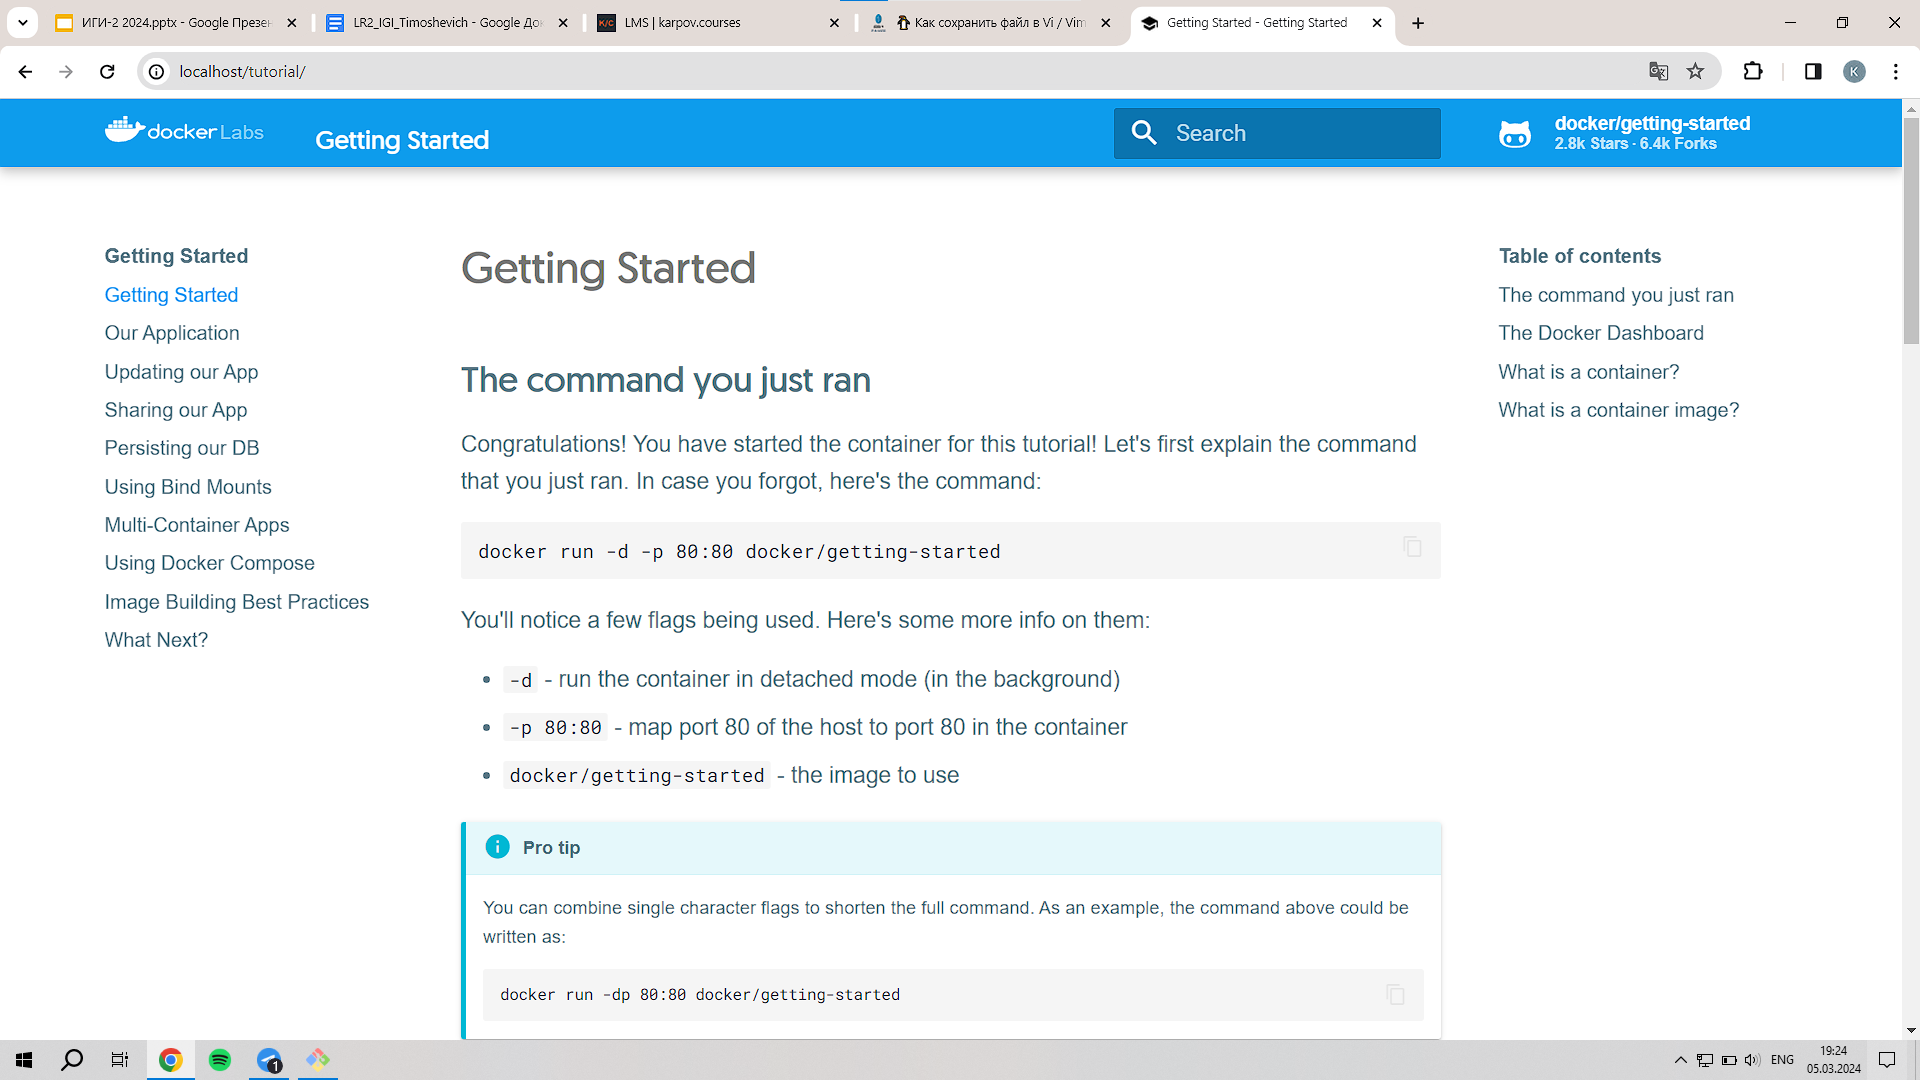 ИГИ-2 2024.pptx - Google Презен
LR2_IGI_Timoshevich - Google До
LMS | karpov.courses
Как сохранить файл в Vi / Vim
Getting Started - Getting Started
localhost/tutorial/
K
docker Labs
Getting Started
Search
docker/getting-started
2.8k Stars · 6.4k Forks
Getting Started
Getting Started
Our Application
Updating our App
Sharing our App
Persisting our DB
Using Bind Mounts
Multi-Container Apps
Using Docker Compose
Image Building Best Practices
What Next?
Getting Started
The command you just ran
Congratulations! You have started the container for this tutorial! Let's first explain the command
that you just ran. In case you forgot, here's the command:
docker run -d -p 80:80 docker/getting-started
You'll notice a few flags being used. Here's some more info on them:
• -d - run the container in detached mode (in the background)
• -p 80:80 - map port 80 of the host to port 80 in the container
• docker/getting-started - the image to use
Pro tip
You can combine single character flags to shorten the full command. As an example, the command above could be
written as:
docker run -dp 80:80 docker/getting-started
Table of contents
The command you just ran
The Docker Dashboard
What is a container?
What is a container image?
1
ENG
19:24
05.03.2024